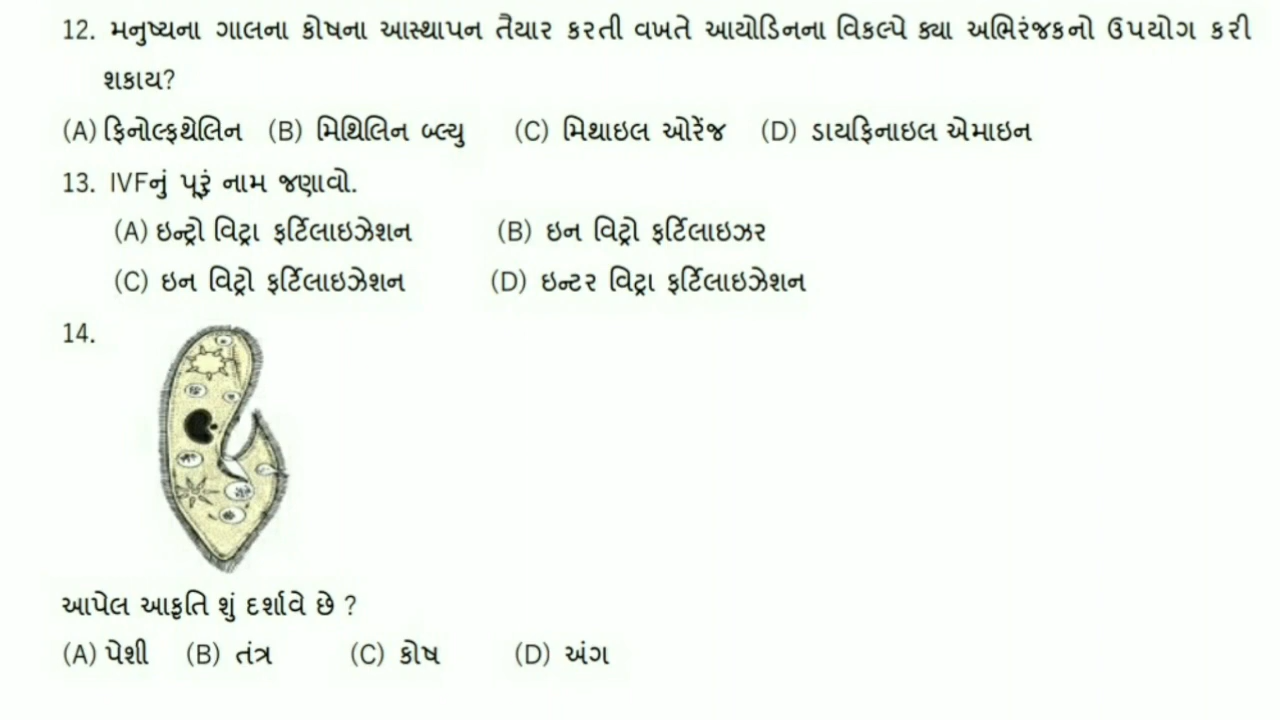 12. મનુષ્યના ગાલના કોષના આસ્થાપન તૈયાર કરતી વખતે આયોડિનના વિકલ્પે ક્યા અભિરંજકનો ઉપયોગ કરી
શકાય?
(A) ફિનોલ્ફથેલિન (B) મિથિલિન બ્લ્યુ (C) મિથાઇલ ઓરેંજ (D) ડાયફિનાઇલ એમાઇન
13. IVFનું પૂરું નામ જણાવો.
(A) ઇન્ટ્રો વિટ્રા ફર્ટિલાઇઝેશન (B) ઇન વિટ્રો ફર્ટિલાઇઝર
(C) ઇન વિટ્રો ફર્ટિલાઇઝેશન (D) ઇન્ટર વિટ્રા ફર્ટિલાઇઝેશન
14.
આપેલ આકૃતિ શું દર્શાવે છે ?
(A) પેશી (B) તંત્ર (C) કોષ (D) અંગ